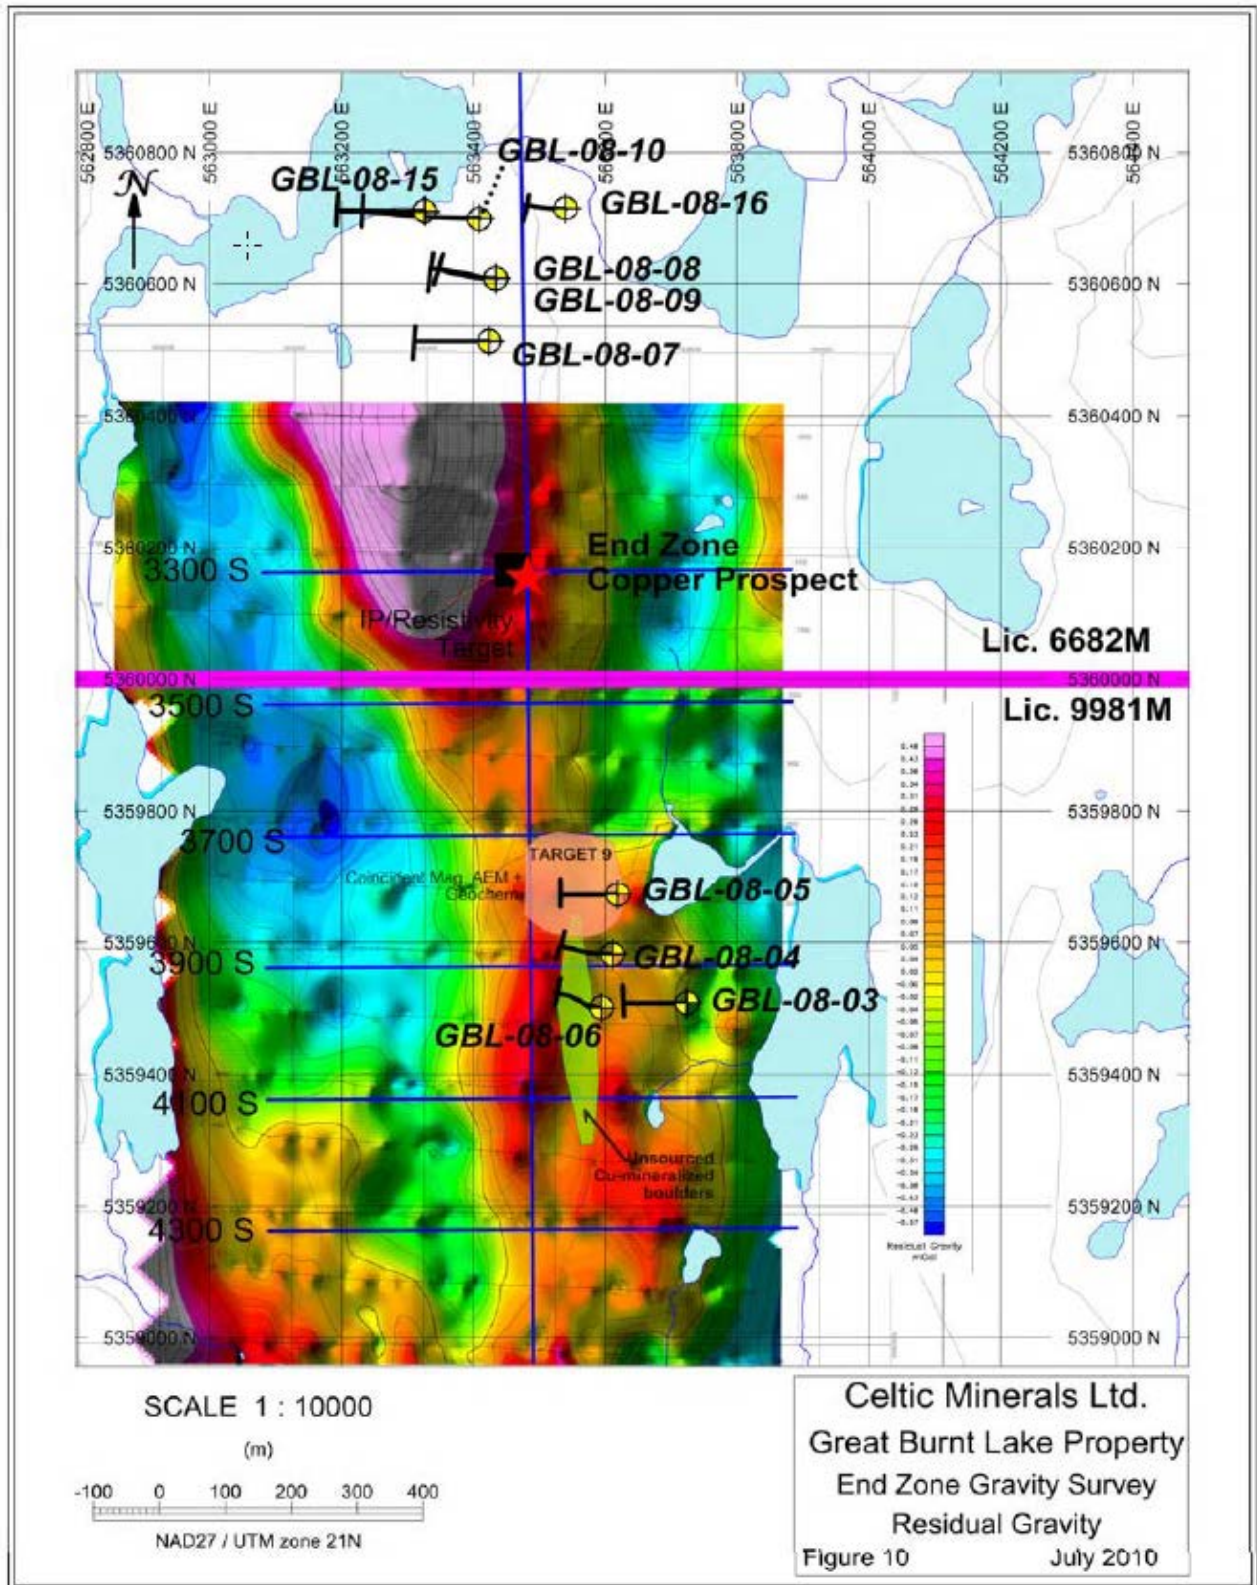 562800 E
563000 E
563200 E
563400 E
563800 E
564000 E
564200 E
5360800 N
5360800 N
N
GBL-08-10
GBL-08-15
GBL-08-16
5360600 N
5360600 N
GBL-08-08
GBL-08-09
GBL-08-07
5360400 N
5360400 N
5360200 N
5360200 N
End Zone
Copper Prospect
3300 S
IP/Resistivity
Target
Lic. 6682M
5360000 N
5360000 N
3500 S
Lic. 9981M
5359800 N
5359800 N
3700 S
TARGET 9
Coincident Mag, AEM +
Geochem
GBL-08-05
5359600 N
5359600 N
3900 S
GBL-08-04
GBL-08-03
GBL-08-06
5359400 N
5359400 N
4100 S
Unsourced
Cu-mineralized
boulders
5359200 N
5359200 N
4300 S
Residual Gravity
mGal
5359000 N
5359000 N
SCALE 1 : 10000
(m)
-100 0 100 200 300 400
NAD27 / UTM zone 21N
Celtic Minerals Ltd.
Great Burnt Lake Property
End Zone Gravity Survey
Residual Gravity
Figure 10 July 2010